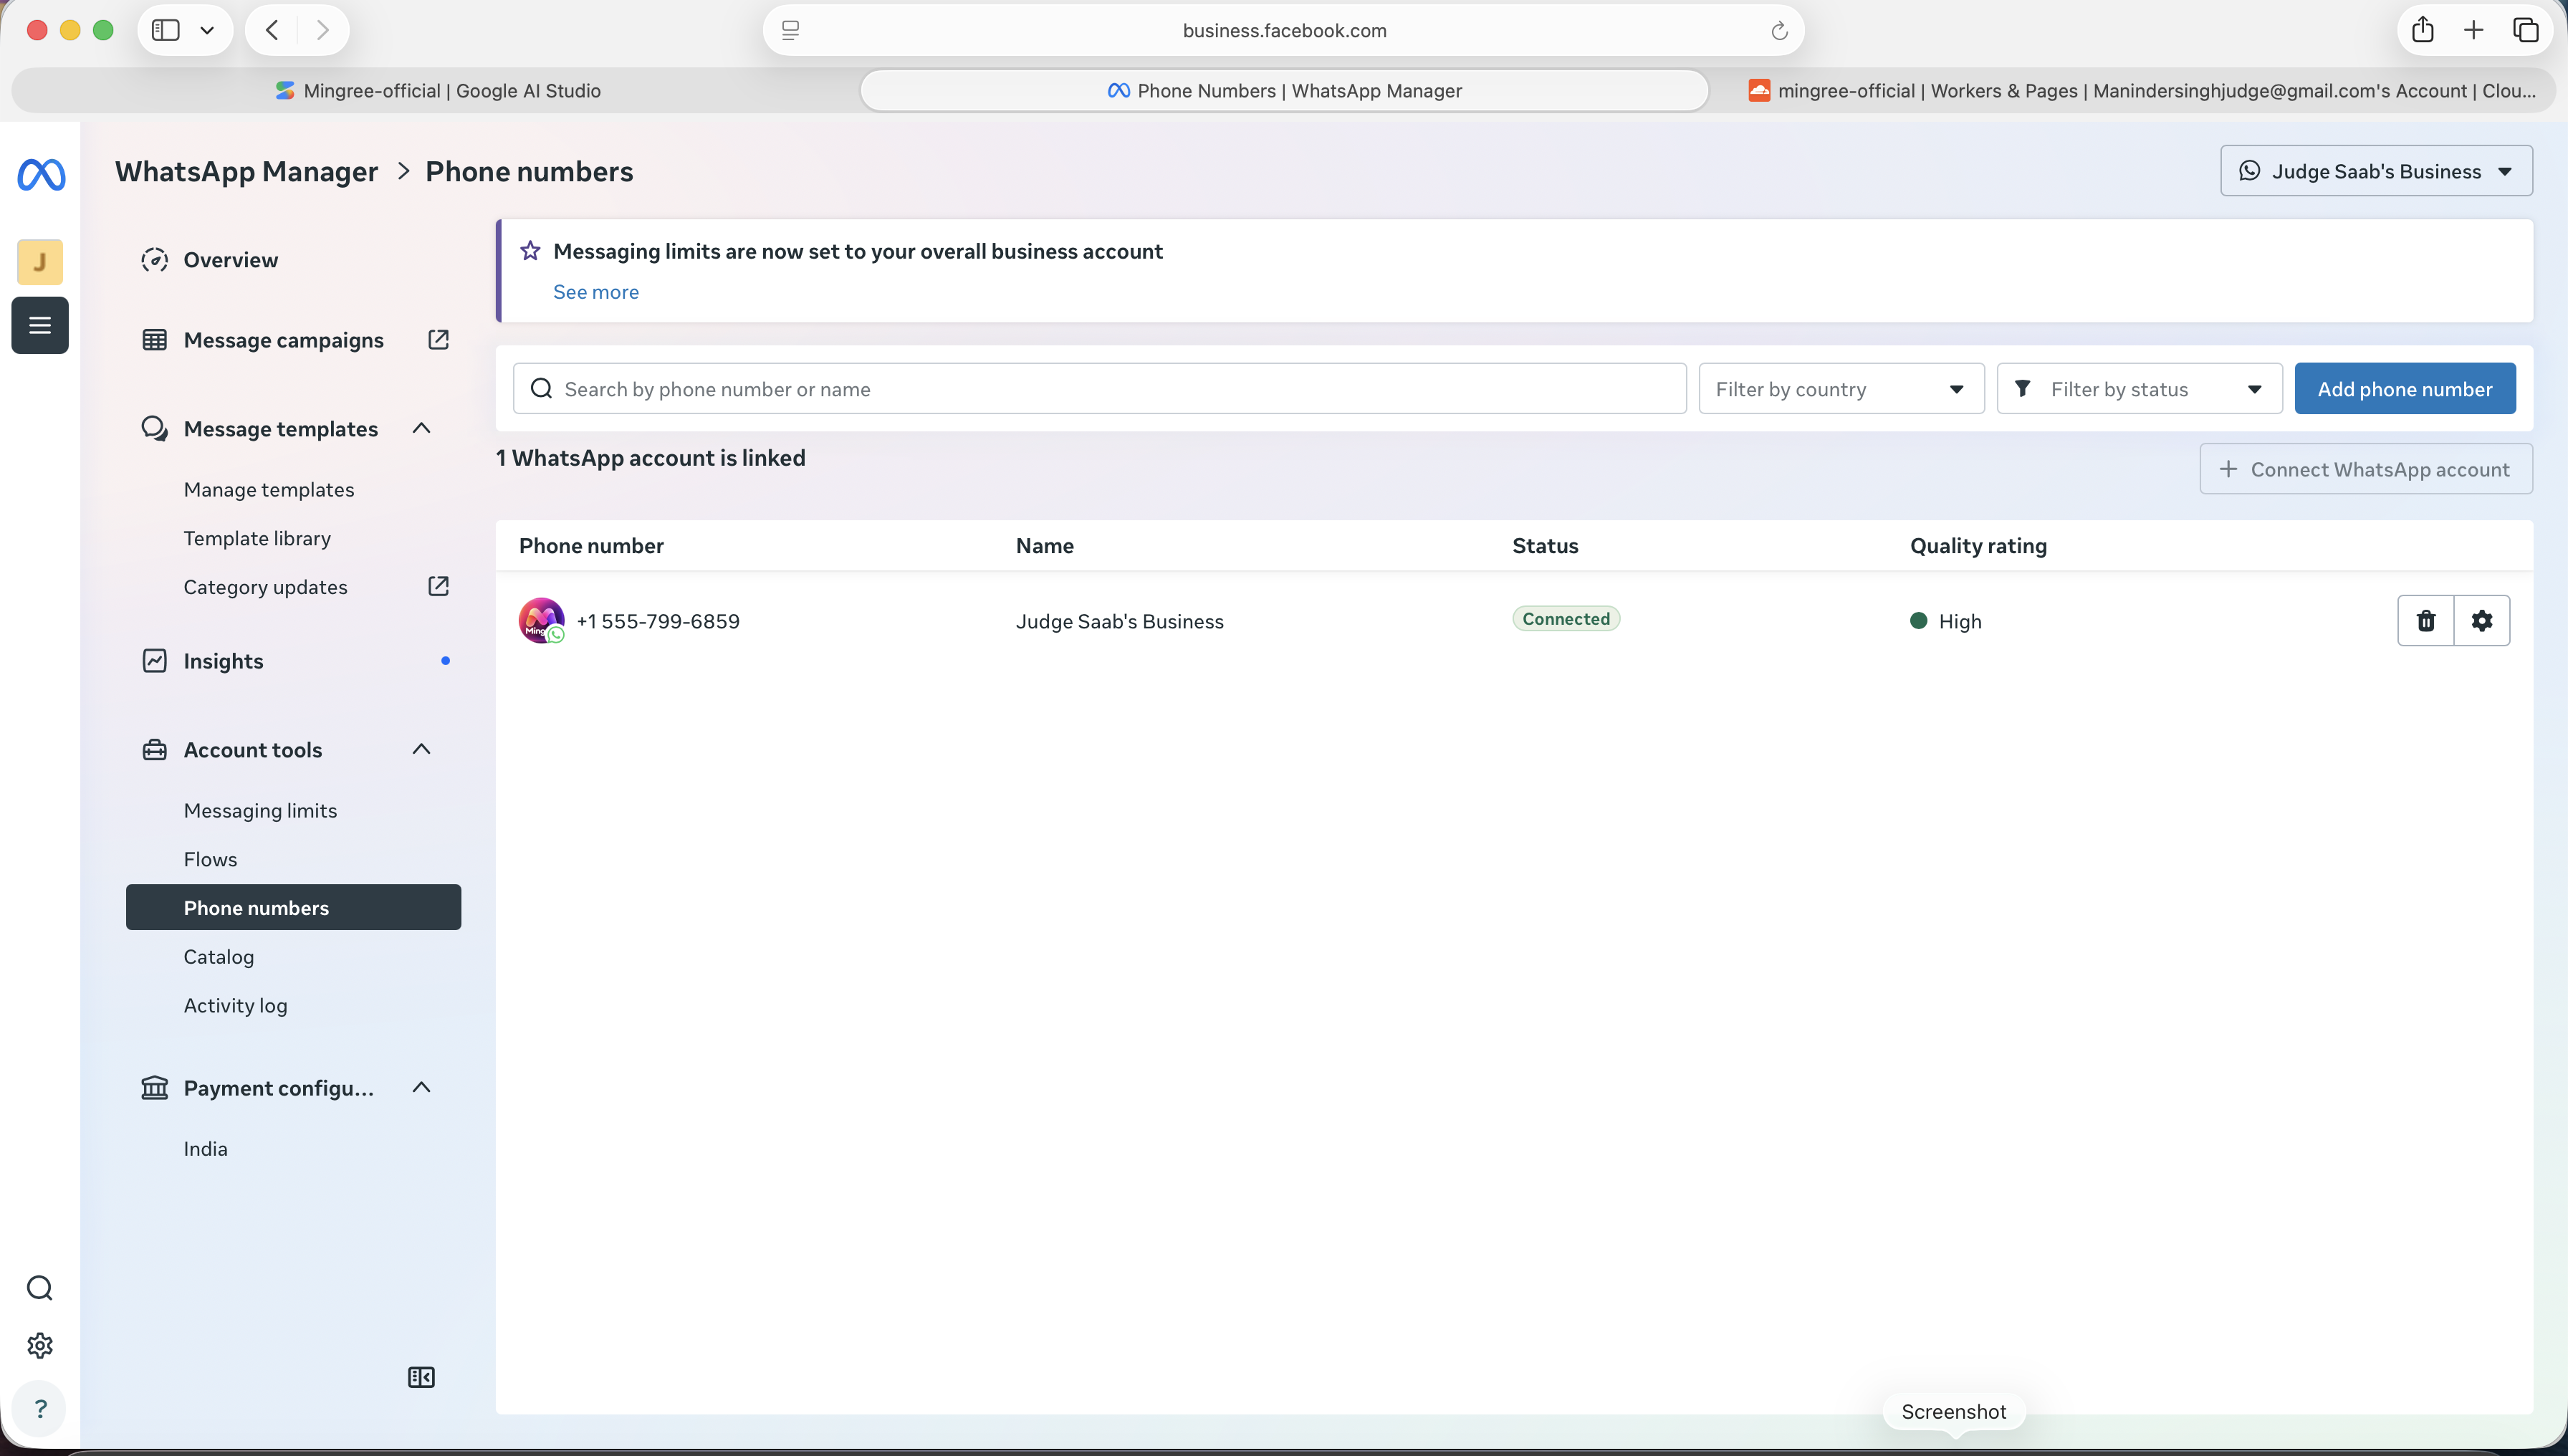 business.facebook.com
Mingree-official | Google AI Studio
Phone Numbers | WhatsApp Manager
mingree-official | Workers & Pages | Manindersinghjudge@gmail.com's Account | Clou...
WhatsApp Manager > Phone numbers
Judge Saab's Business
J
Overview
Message campaigns
Message templates
Manage templates
Template library
Category updates
Insights
Account tools
Messaging limits
Flows
Phone numbers
Catalog
Activity log
Payment configu...
India
?
Messaging limits are now set to your overall business account
See more
Search by phone number or name
Filter by country
Filter by status
Add phone number
1 WhatsApp account is linked
+ Connect WhatsApp account
Phone number Name Status Quality rating
+1 555-799-6859 Judge Saab's Business Connected High
Screenshot